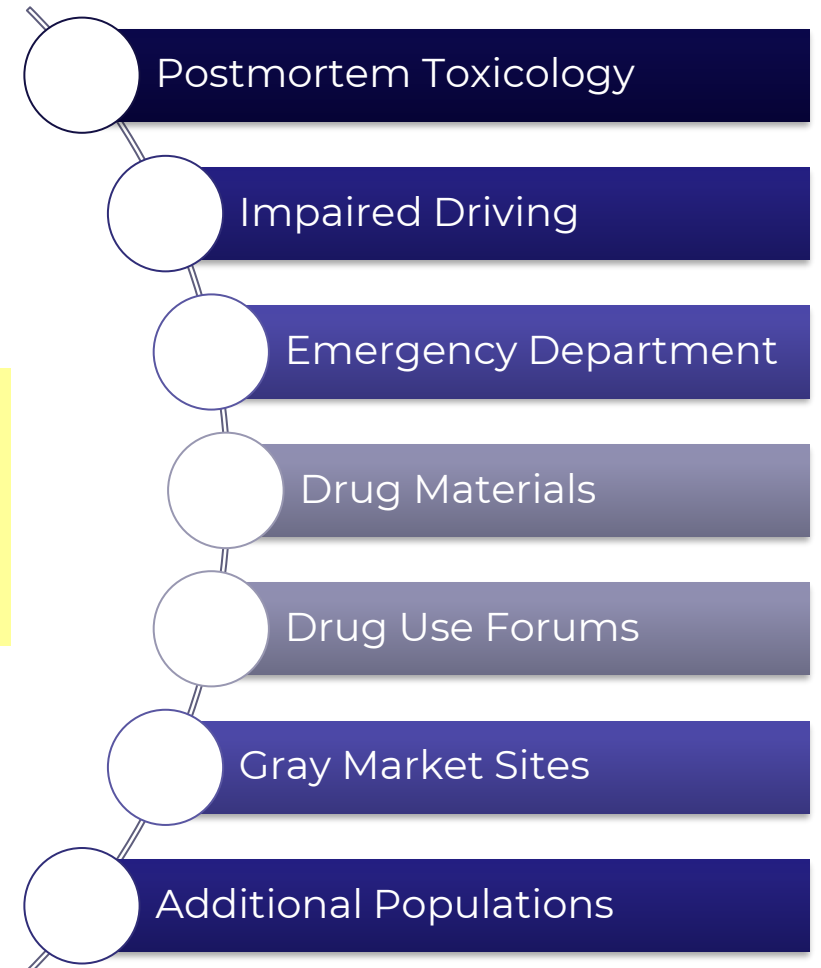 Postmortem Toxicology
Impaired Driving
Emergency Department
Drug Materials
Drug Use Forums
Gray Market Sites
Additional Populations